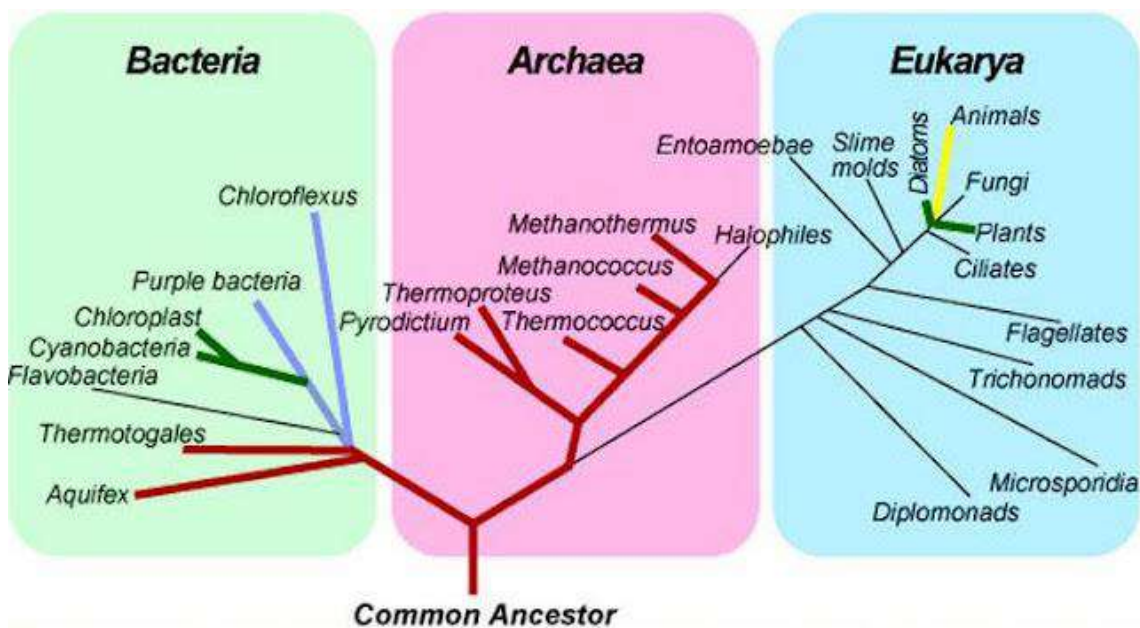 Bacteria
Archaea
Eukarya
Chloroflexus
Purple bacteria
Chloroplast
Cyanobacteria
Flavobacteria
Thermotogales
Aquifex
Methanothermus
Halophiles
Methanococcus
Thermoproteus
Pyrodictium
Thermococcus
Entoamoebae
Slime
molds
Diatoms
Animals
Fungi
Plants
Ciliates
Flagellates
Trichonomads
Microsporidia
Diplomonads
Common Ancestor